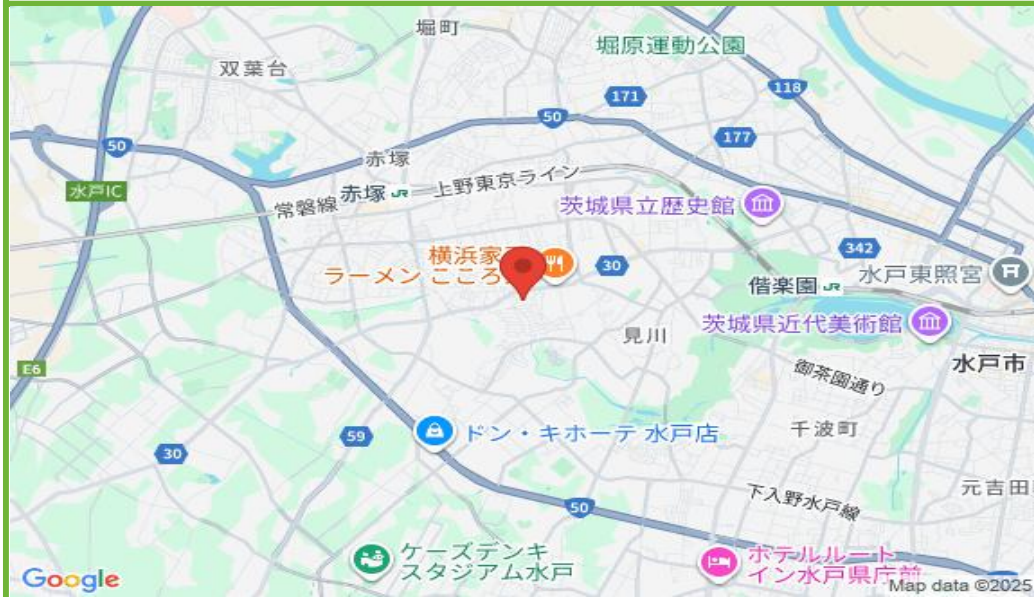 堀町
堀原運動公園
双葉台
171
118
50
177
50
赤塚
水戸IC
赤塚 JR
上野東京ライン
常磐線
茨城県立歴史館
342
横浜家
ラーメン こころ
30
水戸東照宮
偕楽園 JR
茨城県近代美術館
見川
水戸市
E6
御茶園通り
ドン・キホーテ 水戸店
千波町
59
30
元吉田
下入野水戸線
50
ケーズデンキ
スタジアム水戸
ホテルルート
イン水戸県庁前
Google
Map data ©2025